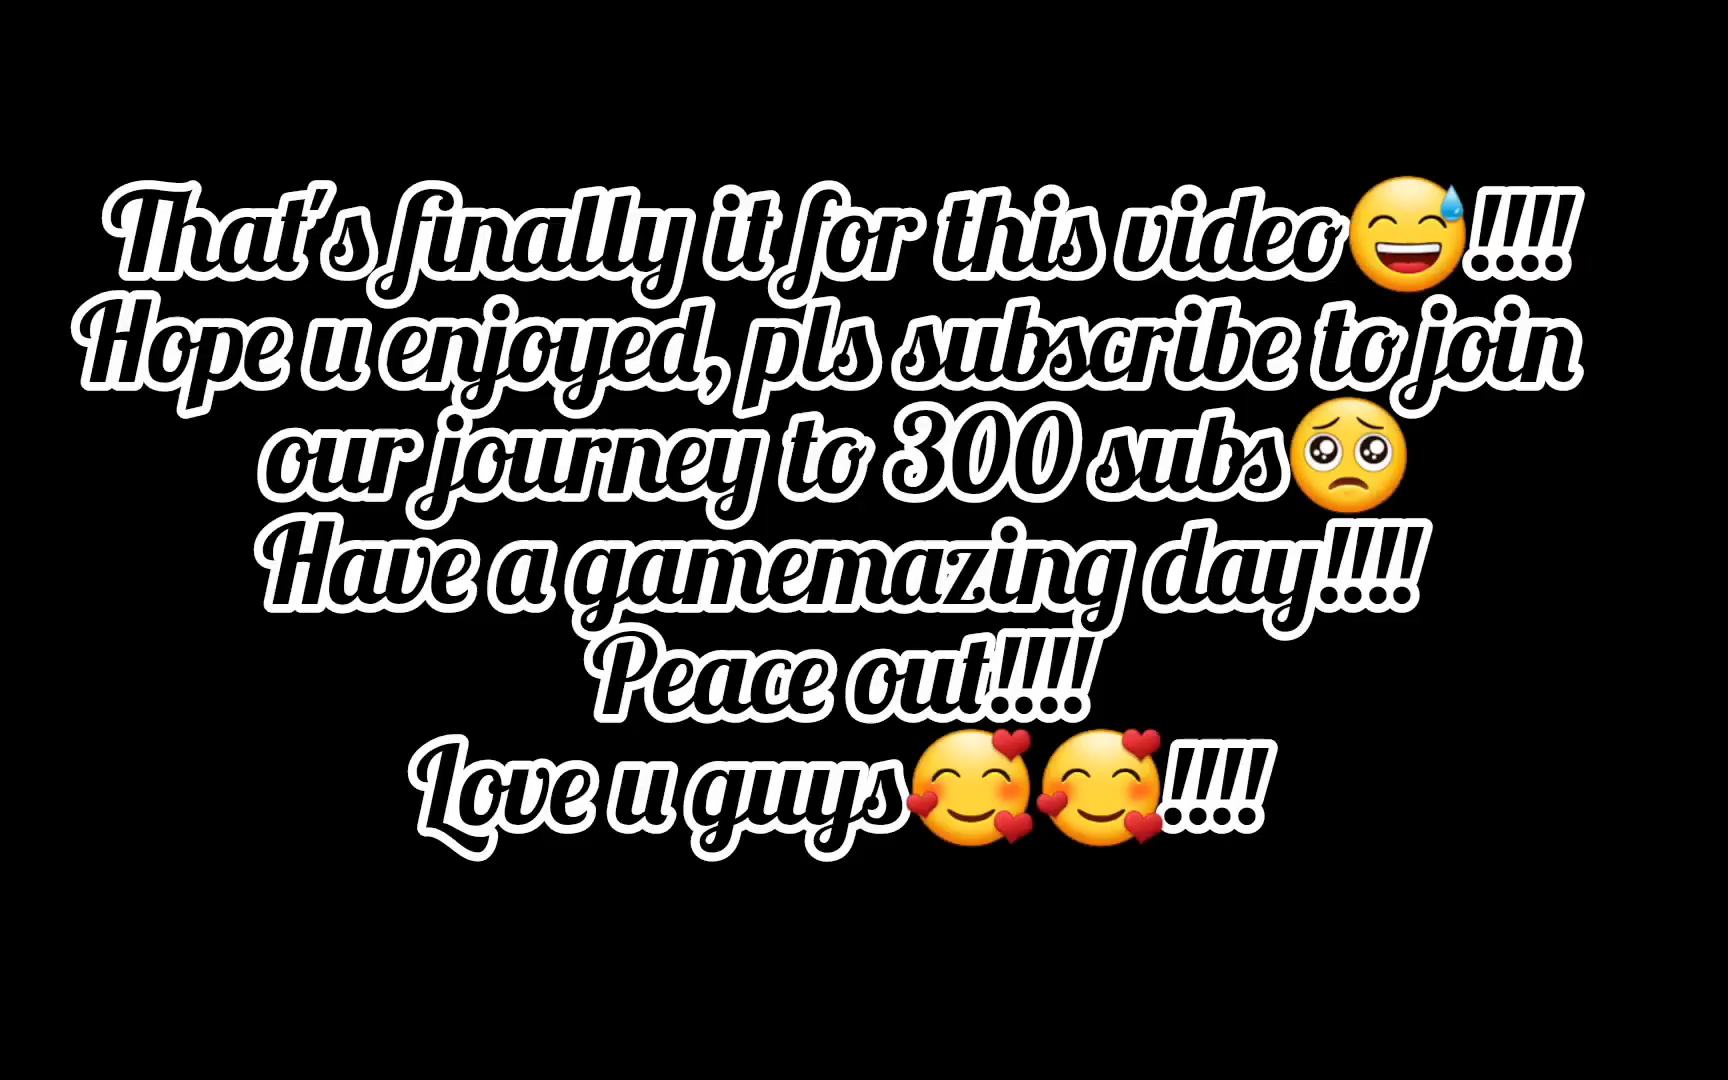 That's finally it for this video😅!!!!
Hope u enjoyed, pls subscribe to join
our journey to 300 subs🥺
Have a gamemazing day!!!!
Peace out!!!!
Love u guys🥰🥰!!!!